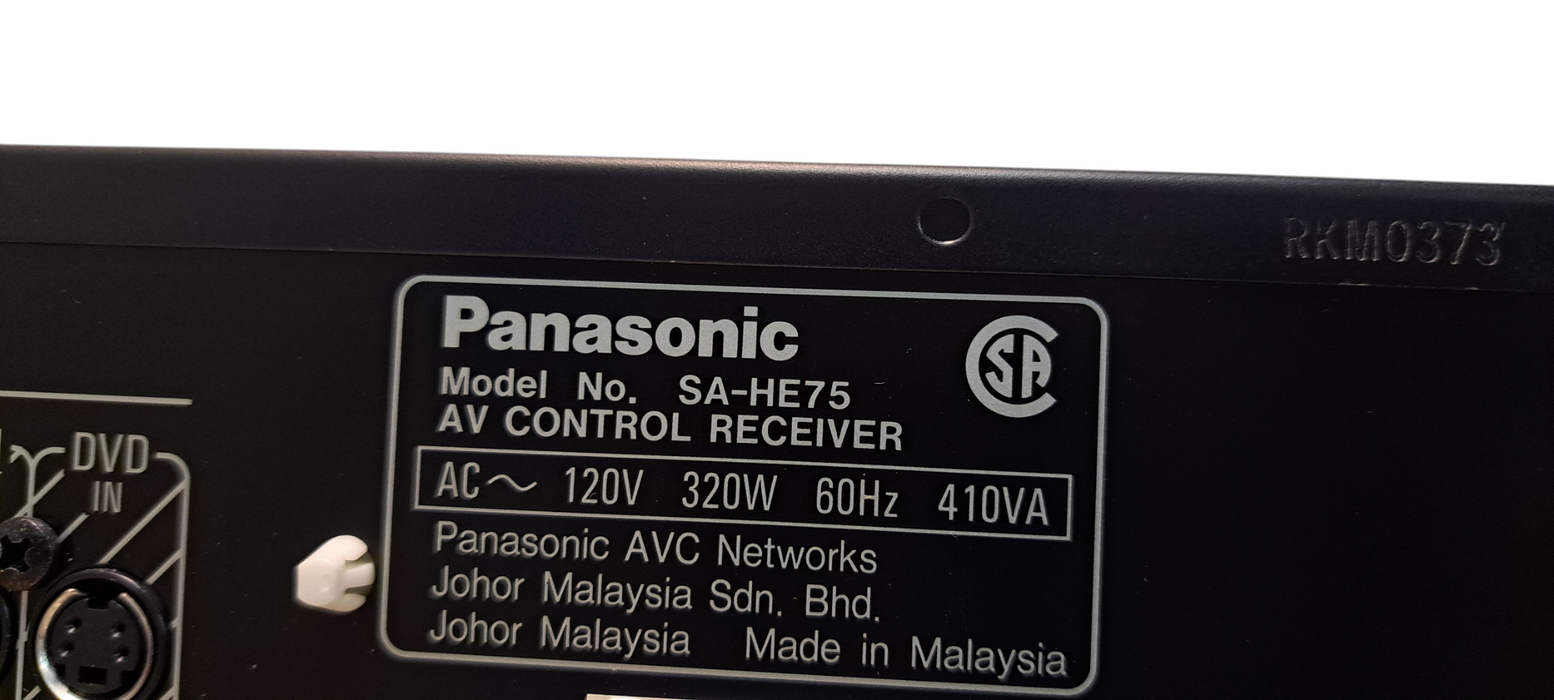 RKM0373
Panasonic
CSA
Model No. SA-HE75
AV CONTROL RECEIVER
AC～ 120V 320W 60Hz 410VA
Panasonic AVC Networks
Johor Malaysia Sdn. Bhd.
Johor Malaysia Made in Malaysia
DVD
IN